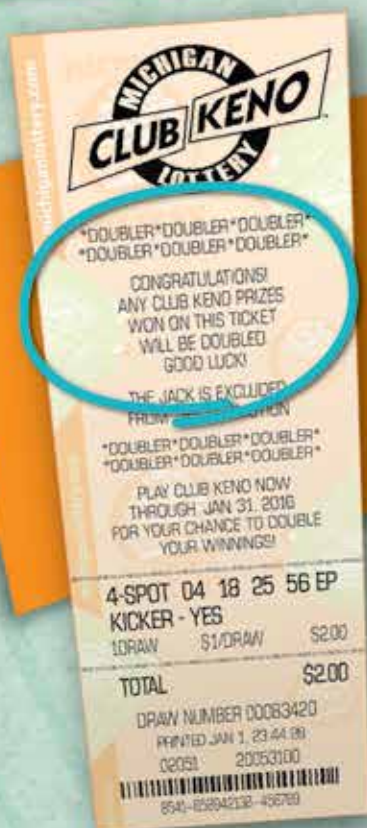 michiganlottery.com
MICHIGAN
CLUB KENO
LOTTERY
*DOUBLER*DOUBLER*DOUBLER*
*DOUBLER*DOUBLER*DOUBLER*
CONGRATULATIONS!
ANY CLUB KENO PRIZES
WON ON THIS TICKET
WILL BE DOUBLED
GOOD LUCK!
THE JACK IS EXCLUDED
FROM
*DOUBLER*DOUBLER*DOUBLER*
*DOUBLER*DOUBLER*DOUBLER*
PLAY CLUB KENO NOW
THROUGH JAN 31, 2016
FOR YOUR CHANCE TO DOUBLE
YOUR WINNINGS!
4-SPOT 04 18 25 56 EP
KICKER - YES
1DRAW $1/DRAW $2.00
TOTAL $2.00
DRAW NUMBER 00083420
PRINTED JAN 1, 23:44
02051 20053100